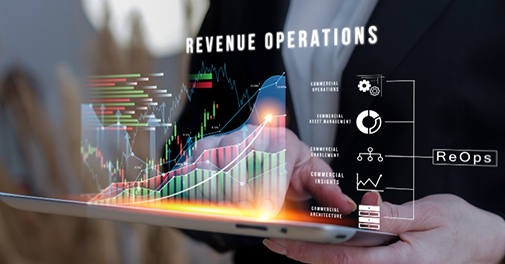 REVENUE OPERATIONS
COMMERCIAL
OPERATIONS
COMMERCIAL
ASSET MANAGEMENT
COMMERCIAL
ENABLEMENT
COMMERCIAL
INSIGHTS
COMMERCIAL
ARCHITECTURE
ReOps